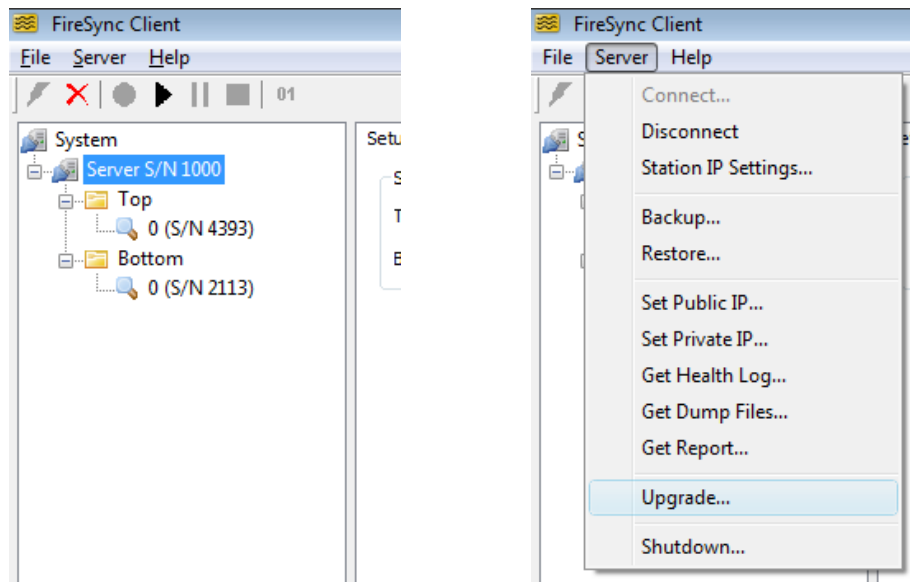 FireSync Client
File Server Help
01
System
Server S/N 1000
Top
0 (S/N 4393)
Bottom
0 (S/N 2113)
Setu
S
T
B
FireSync Client
File Server Help
S
Connect...
Disconnect
Station IP Settings...
Backup...
Restore...
Set Public IP...
Set Private IP...
Get Health Log...
Get Dump Files...
Get Report...
Upgrade...
Shutdown...